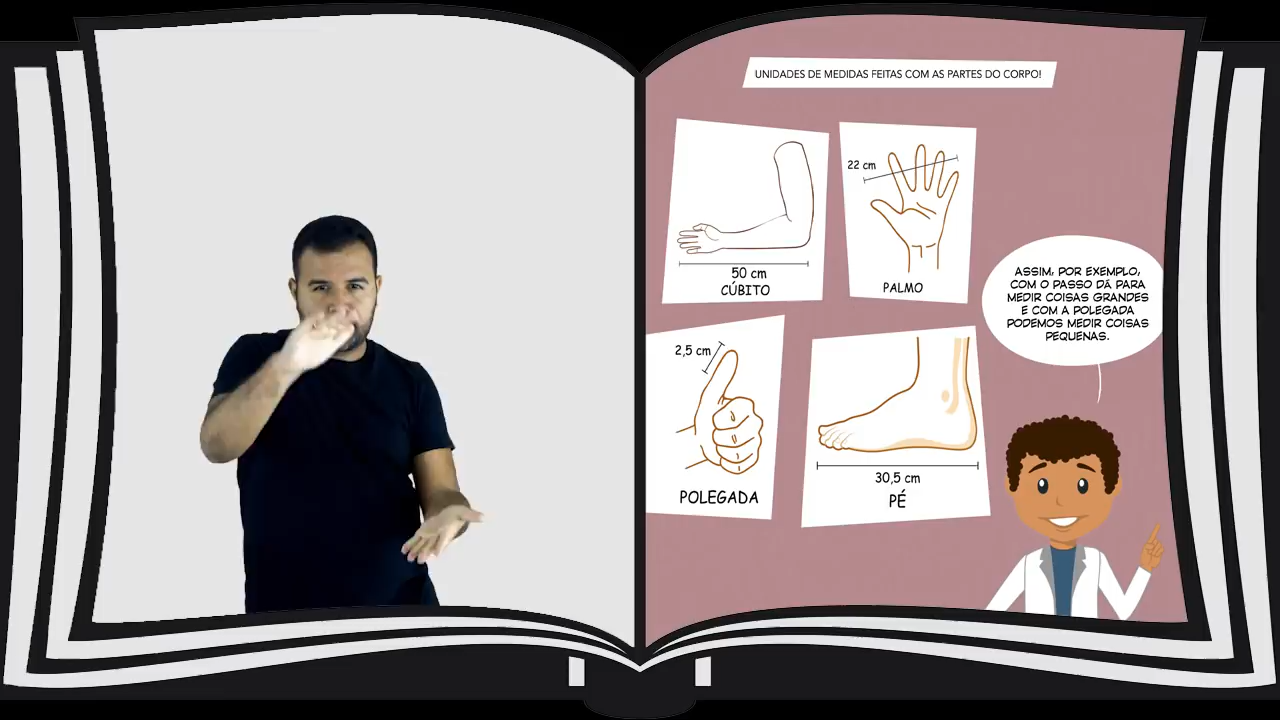 UNIDADES DE MEDIDAS FEITAS COM AS PARTES DO CORPO!
50 cm
CÚBITO
22 cm
PALMO
2,5 cm
POLEGADA
30,5 cm
PÉ
ASSIM, POR EXEMPLO,
COM O PASSO DÁ PARA
MEDIR COISAS GRANDES
E COM A POLEGADA
PODEMOS MEDIR COISAS
PEQUENAS.